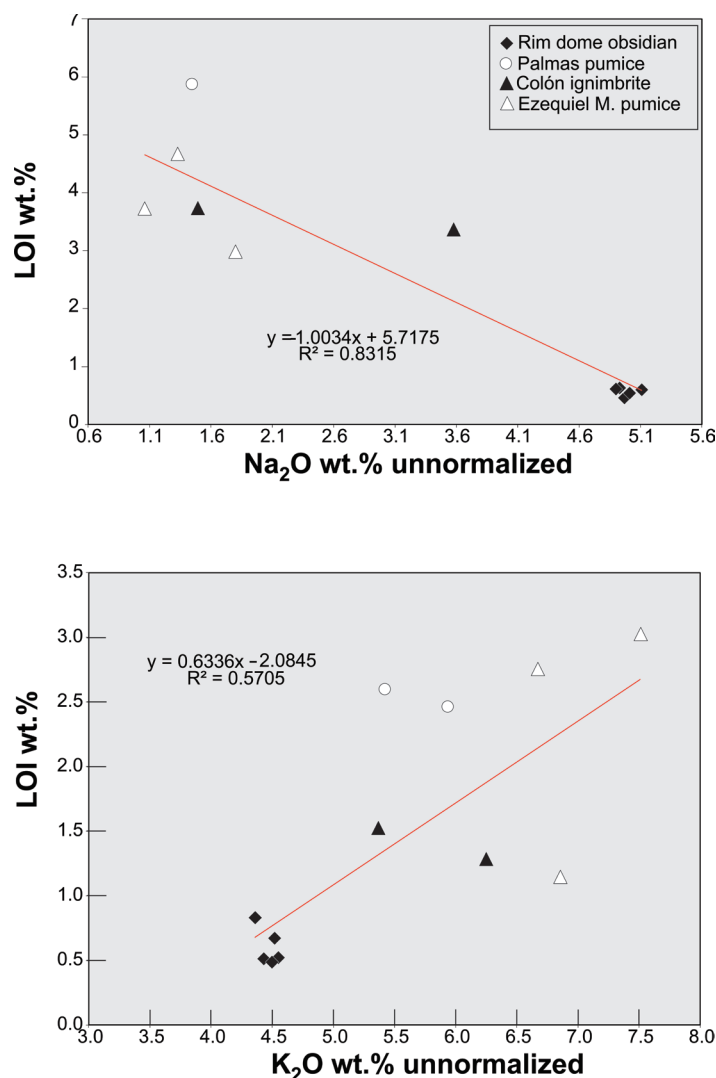 7
6
5
4
3
2
1
0
LOI wt.%
Rim dome obsidian
Palmas pumice
Colón ignimbrite
Ezequiel M. pumice
y =-1.0034x + 5.7175
R² = 0.8315
0.6 1.1 1.6 2.1 2.6 3.1 3.6 4.1 4.6 5.1 5.6
Na₂O wt.% unnormalized
3.5
3.0
2.5
2.0
1.5
1.0
0.5
0.0
LOI wt.%
y = 0.6336x -2.0845
R² = 0.5705
3.0 3.5 4.0 4.5 5.0 5.5 6.0 6.5 7.0 7.5 8.0
K₂O wt.% unnormalized